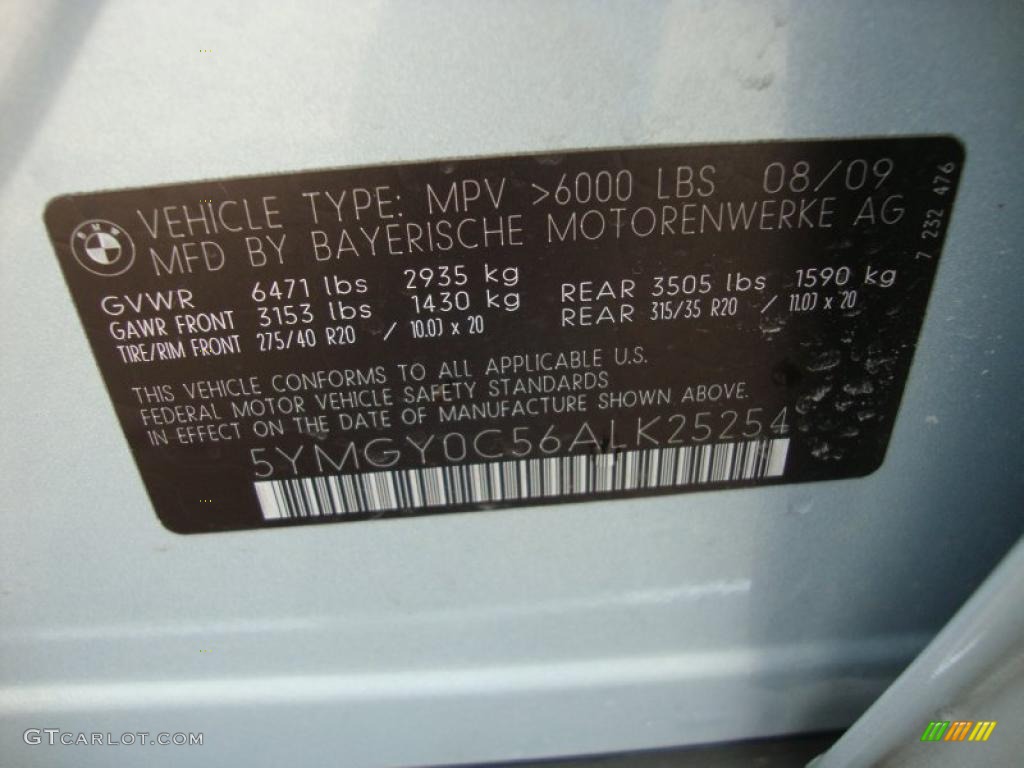 BMW
VEHICLE TYPE: MPV >6000 LBS 08/09
MFD BY BAYERISCHE MOTORENWERKE AG
GVWR 6471 lbs 2935 kg
GAWR FRONT 3153 lbs 1430 kg REAR 3505 lbs 1590 kg
TIRE/RIM FRONT 275/40 R20 / 10.0J x 20 REAR 315/35 R20 / 11.0J x 20
THIS VEHICLE CONFORMS TO ALL APPLICABLE U.S.
FEDERAL MOTOR VEHICLE SAFETY STANDARDS
IN EFFECT ON THE DATE OF MANUFACTURE SHOWN ABOVE.
5YMGY0C56ALK25254
7 232 476
GTCARLOT.COM